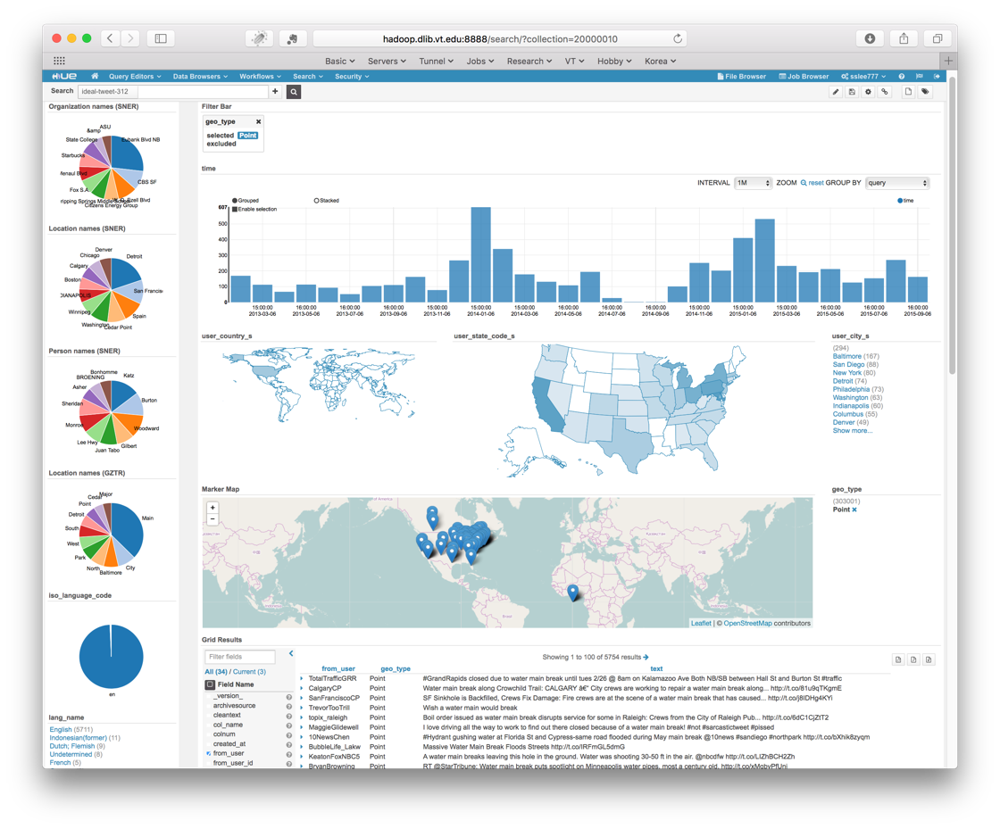 hadoop.dlib.vt.edu:8888/search/?collection=20000010
Basic Servers Tunnel Jobs Research VT Hobby Korea
HUE Query Editors Data Browsers Workflows Search Security File Browser Job Browser sslee777
Search ideal-tweet-312
Organization names (SNER)
ASU
&amp
State College
Eubank Blvd NB
Starbucks
CBS SF
Fox S.A.
Citizens Energy Group
Location names (SNER)
Denver
Chicago
Detroit
Calgary
Boston
San Francis
DIANAPOLIS
Winnipeg
Spain
Washington
Cedar Point
Person names (SNER)
Bonhomme
BROENING
Katz
Asher
Burton
Sheridan
Monroe
Woodward
Lee Hwy
Gilbert
Juan Tabo
Location names (GZTR)
Major
Cedar
Point
Detroit
Main
South
West
Park
City
North
Baltimore
iso_language_code
en
lang_name
English (5711)
Indonesian(former) (11)
Dutch; Flemish (9)
Undetermined (8)
French (5)
Filter Bar
geo_type
selected Point
excluded
time
INTERVAL 1M ZOOM reset GROUP BY query
Grouped Stacked time
Enable selection
607
500
400
300
200
100
0
15:00:00 16:00:00 16:00:00 16:00:00 15:00:00 15:00:00 15:00:00 16:00:00 16:00:00 16:00:00 15:00:00 15:00:00 15:00:00 16:00:00 16:00:00 16:00:00
2013-03-06 2013-05-06 2013-07-06 2013-09-06 2013-11-06 2014-01-06 2014-03-06 2014-05-06 2014-07-06 2014-09-06 2014-11-06 2015-01-06 2015-03-06 2015-05-06 2015-07-06 2015-09-06
user_country_s user_state_code_s user_city_s
(294)
Baltimore (167)
San Diego (88)
New York (80)
Detroit (74)
Philadelphia (73)
Washington (63)
Indianapolis (60)
Columbus (55)
Denver (49)
Show more...
Marker Map
Brasil
Leaflet | © OpenStreetMap contributors
geo_type
(303001)
Point
Grid Results
Filter fields
All (34) / Current (3)
Field Name
_version_
archivesource
cleantext
col_name
colnum
created_at
from_user
from_user_id
Showing 1 to 100 of 5754 results
from_user geo_type text
TotalTrafficGRR Point #GrandRapids closed due to water main break until tues 2/26 @ 8am on Kalamazoo Ave Both NB/SB between Hall St and Burton St #traffic
CalgaryCP Point Water main break along Crowchild Trail: CALGARY â€" City crews are working to repair a water main break along... http://t.co/81u9qTKgmE
SanFranciscoCP Point SF Sinkhole is Backfilled, Crews Fix Damage: Fire crews are at the scene of a water main break that has caused... http://t.co/j8IDHg4KYi
TrevorTooTrill Point Wish a water main would break
topix_raleigh Point Boil order issued as water main break disrupts service for some in Raleigh: Crews from the City of Raleigh Pub... http://t.co/6dC1CjZtT2
MaggieGlidewell Point I love driving all the way to work to find out there closed because of a water main break! #not #sarcastictweet #pissed
10NewsChen Point #Hydrant gushing water at Florida St and Cypress-same road flooded during May main break @10news #sandiego #northpark http://t.co/bXhik8zyqm
BubbleLife_Lakw Point Massive Water Main Break Floods Streets http://t.co/IRFmGL5dmG
KeatonFoxNBC5 Point A water main breaks leaving this hole in the ground. Water was shooting 30-50 ft in the air. @nbcdfw http://t.co/LlZhBCH2Zh
BryanBrowning Point RT @StarTribune: Water main break puts spotlight on Minneapolis water pipes, most a century old. http://t.co/xMqbvPfUnj